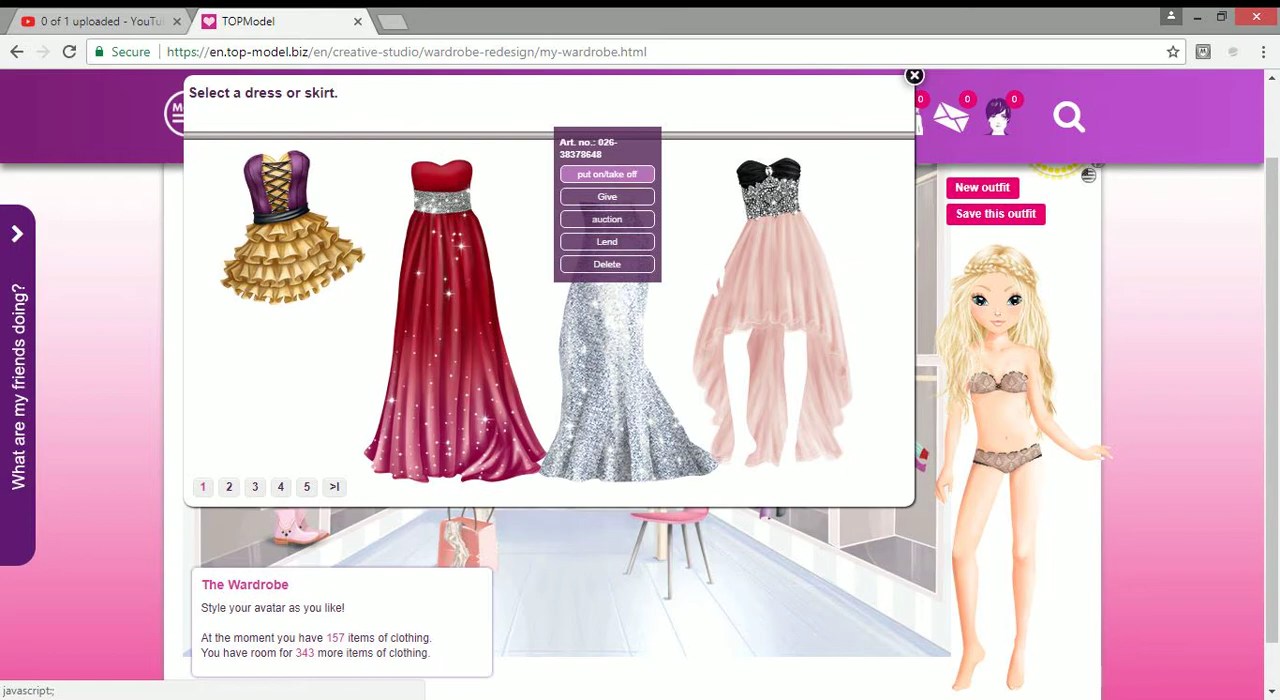 0 of 1 uploaded - YouTu
TOPModel
Secure
https://en.top-model.biz/en/creative-studio/wardrobe-redesign/my-wardrobe.html
Select a dress or skirt.
0
0
0
Art. no.: 026-
38378648
put on/take off
Give
auction
Lend
Delete
New outfit
Save this outfit
What are my friends doing?
1 2 3 4 5 >|
The Wardrobe
Style your avatar as you like!
At the moment you have 157 items of clothing.
You have room for 343 more items of clothing.
javascript:;